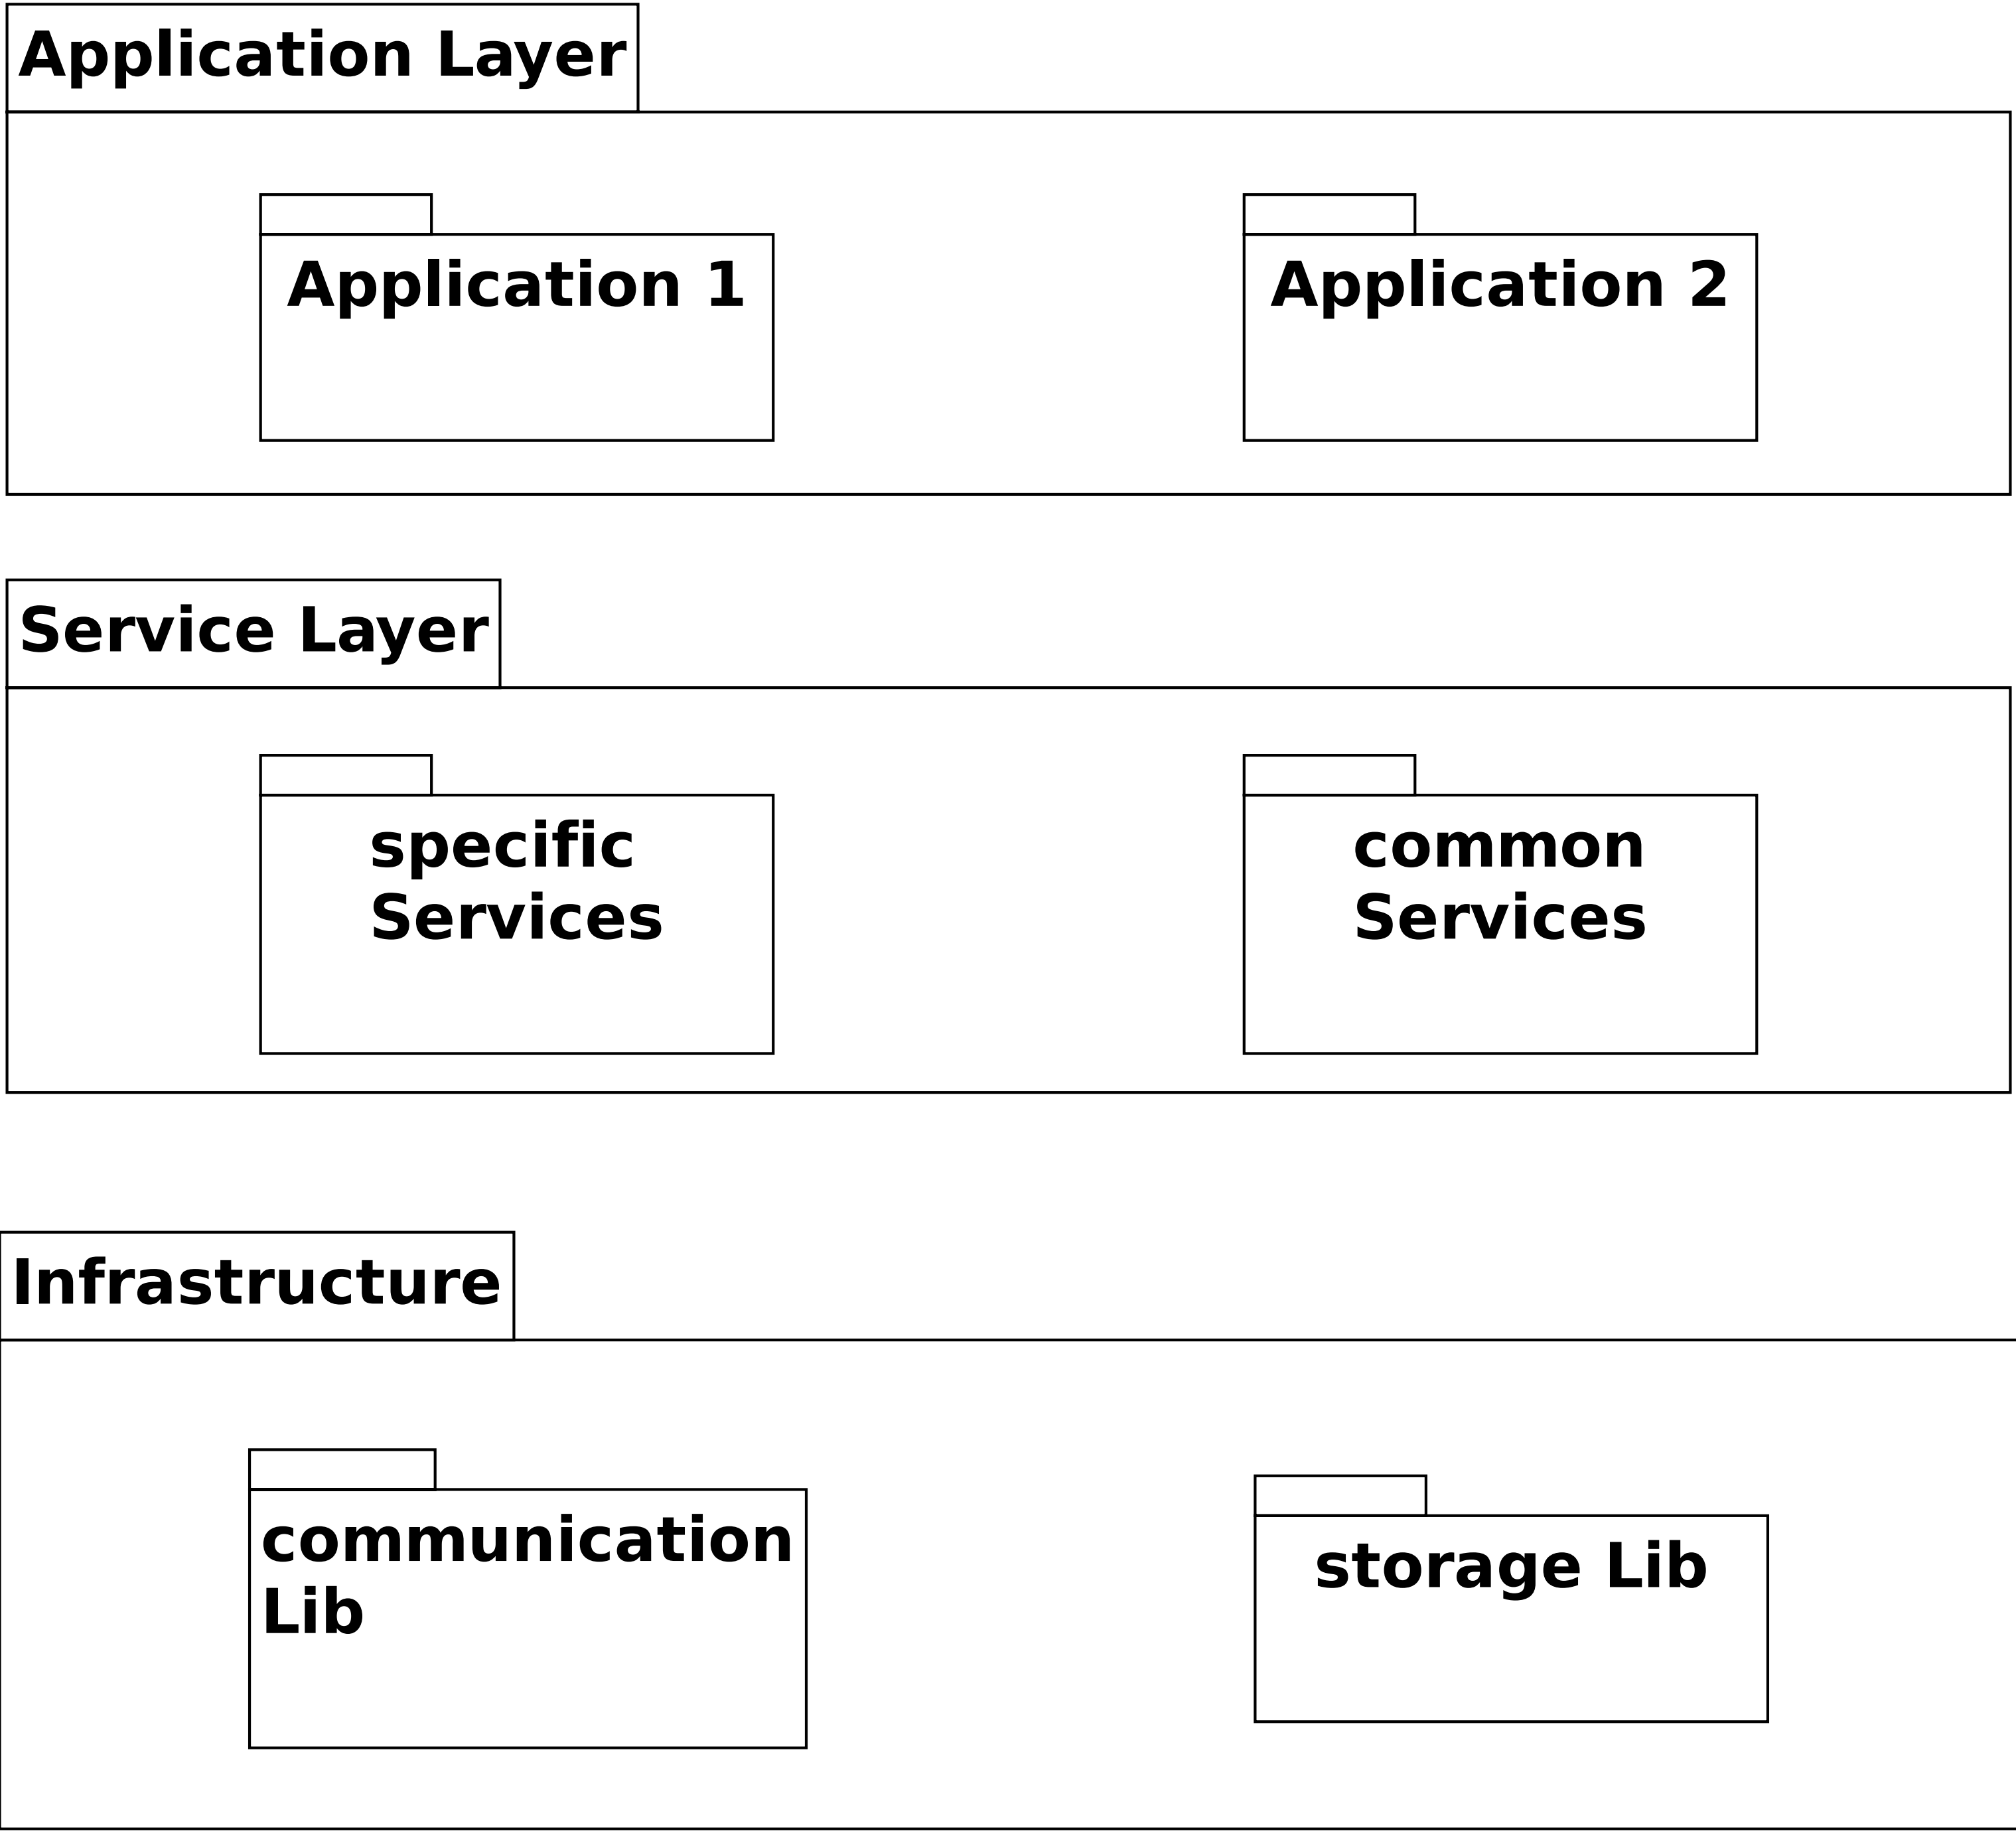 Application Layer
Application 1
Application 2
Service Layer
specific
Services
common
Services
Infrastructure
communication
Lib
storage Lib